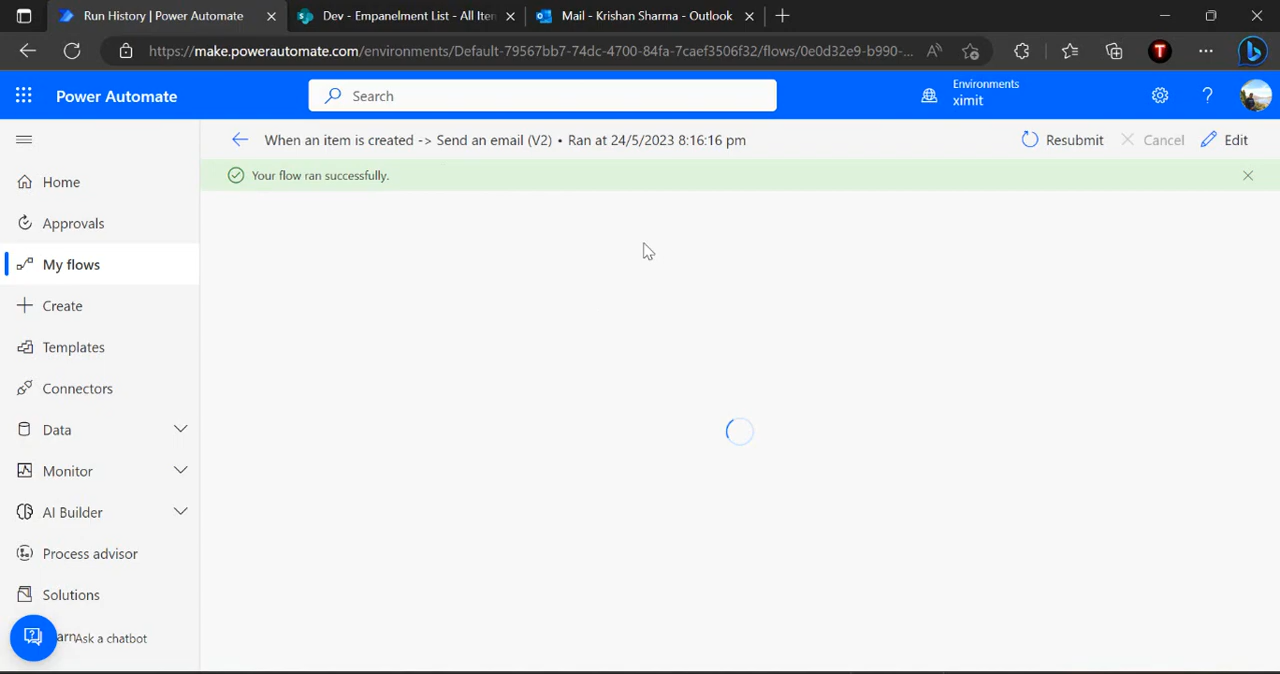 Run History | Power Automate
Dev - Empanelment List - All Iten
Mail - Krishan Sharma - Outlook
https://make.powerautomate.com/environments/Default-79567bb7-74dc-4700-84fa-7caef3506f32/flows/0e0d32e9-b990-...
T
Power Automate
Search
Environments
ximit
When an item is created -> Send an email (V2) • Ran at 24/5/2023 8:16:16 pm
Resubmit
Cancel
Edit
Your flow ran successfully.
Home
Approvals
My flows
Create
Templates
Connectors
Data
Monitor
AI Builder
Process advisor
Solutions
arn
Ask a chatbot